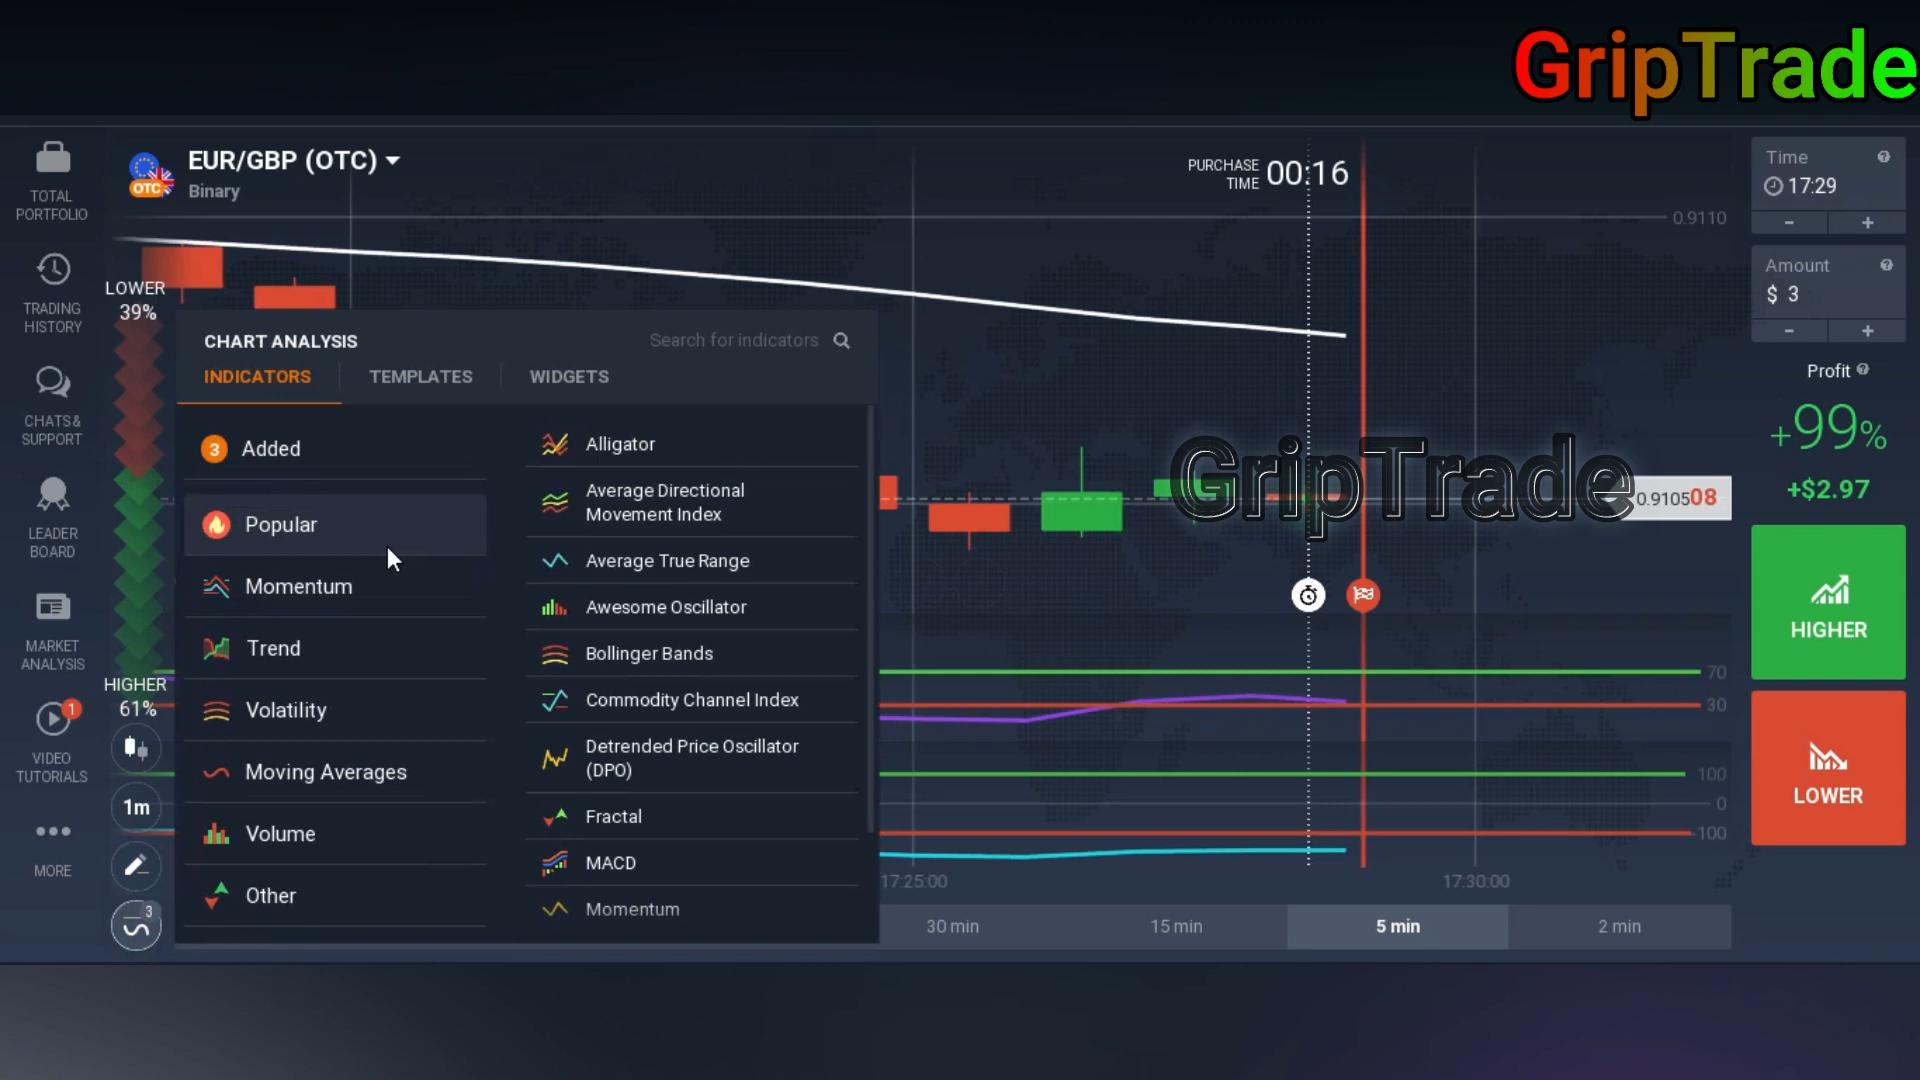 GripTrade
TOTAL
PORTFOLIO
TRADING
HISTORY
CHATS &
SUPPORT
LEADER
BOARD
MARKET
ANALYSIS
1
VIDEO
TUTORIALS
MORE
OTC
EUR/GBP (OTC)
Binary
PURCHASE
TIME
00:16
0.9110
LOWER
39%
HIGHER
61%
1m
3
CHART ANALYSIS
Search for indicators
INDICATORS
TEMPLATES
WIDGETS
3
Added
Popular
Momentum
Trend
Volatility
Moving Averages
Volume
Other
Alligator
Average Directional
Movement Index
Average True Range
Awesome Oscillator
Bollinger Bands
Commodity Channel Index
Detrended Price Oscillator
(DPO)
Fractal
MACD
Momentum
GripTrade
0.910508
70
30
100
0
-100
17:25:00
17:30:00
30 min
15 min
5 min
2 min
Time
17:29
-
+
Amount
$ 3
-
+
Profit
+99%
+$2.97
HIGHER
LOWER